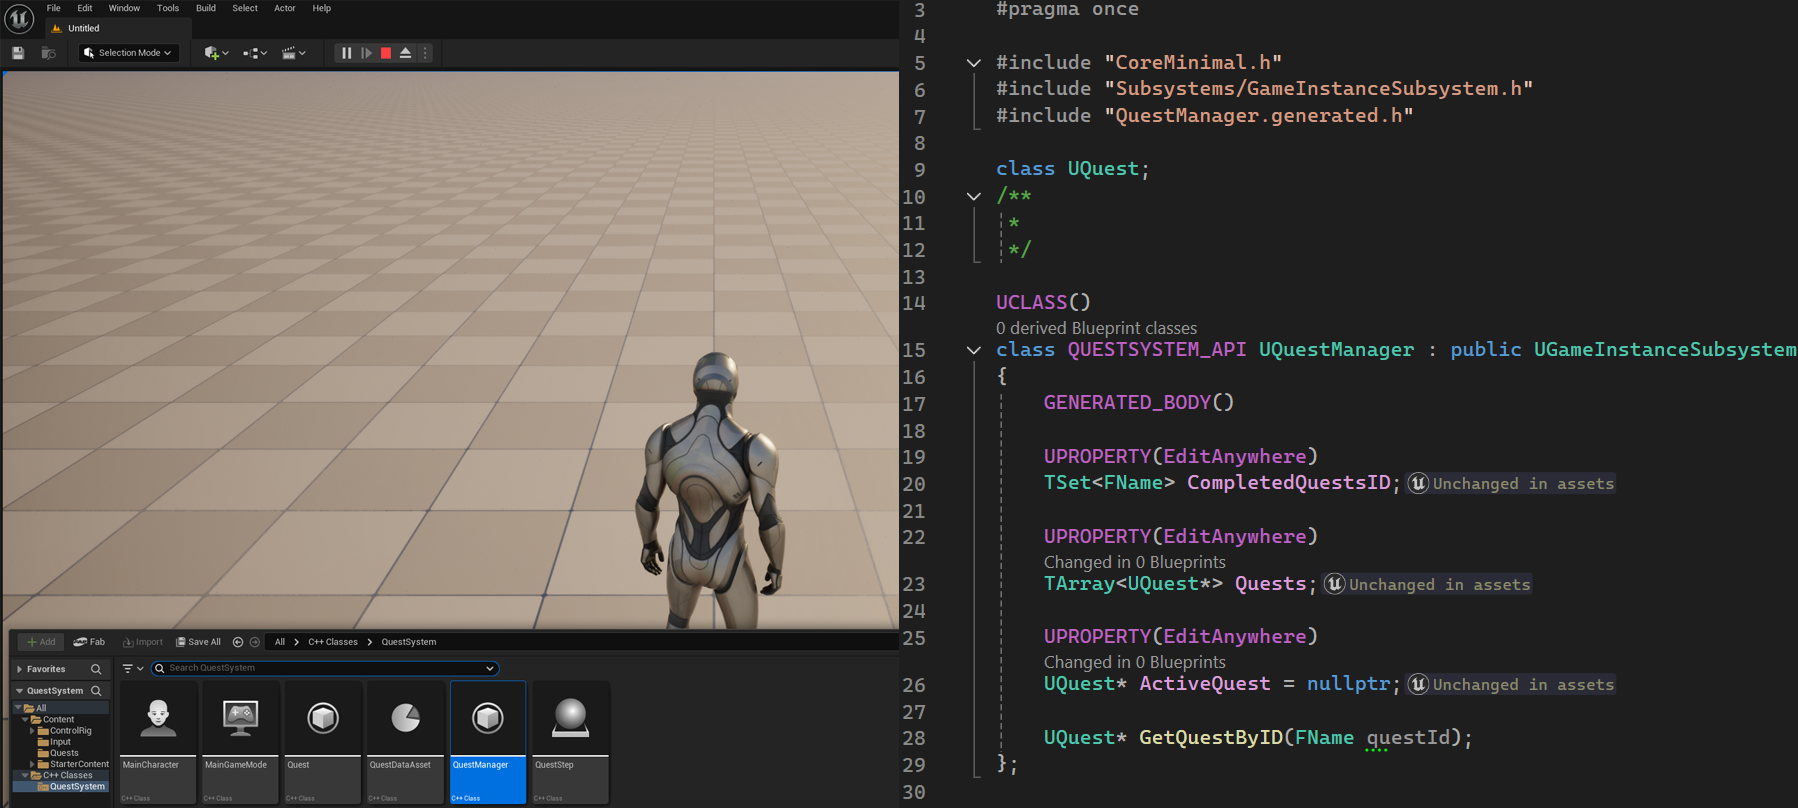 File Edit Window Tools Build Select Actor Help
Untitled
Selection Mode
Add Fab Import Save All All > C++ Classes > QuestSystem
Favorites
Search QuestSystem
QuestSystem
All
Content
ControlRig
Input
Quests
StarterContent
C++ Classes
QuestSystem
MainCharacter
C++ Class
MainGameMode
C++ Class
Quest
C++ Class
QuestDataAsset
C++ Class
QuestManager
C++ Class
QuestStep
C++ Class
3 #pragma once
4
5 #include "CoreMinimal.h"
6 #include "Subsystems/GameInstanceSubsystem.h"
7 #include "QuestManager.generated.h"
8
9 class UQuest;
10 /**
11 *
12 */
13
14 UCLASS()
0 derived Blueprint classes
15 class QUESTSYSTEM_API UQuestManager : public UGameInstanceSubsystem
16 {
17 GENERATED_BODY()
18
19 UPROPERTY(EditAnywhere)
20 TSet<FName> CompletedQuestsID; Unchanged in assets
21
22 UPROPERTY(EditAnywhere)
Changed in 0 Blueprints
23 TArray<UQuest*> Quests; Unchanged in assets
24
25 UPROPERTY(EditAnywhere)
Changed in 0 Blueprints
26 UQuest* ActiveQuest = nullptr; Unchanged in assets
27
28 UQuest* GetQuestByID(FName questId);
29 };
30